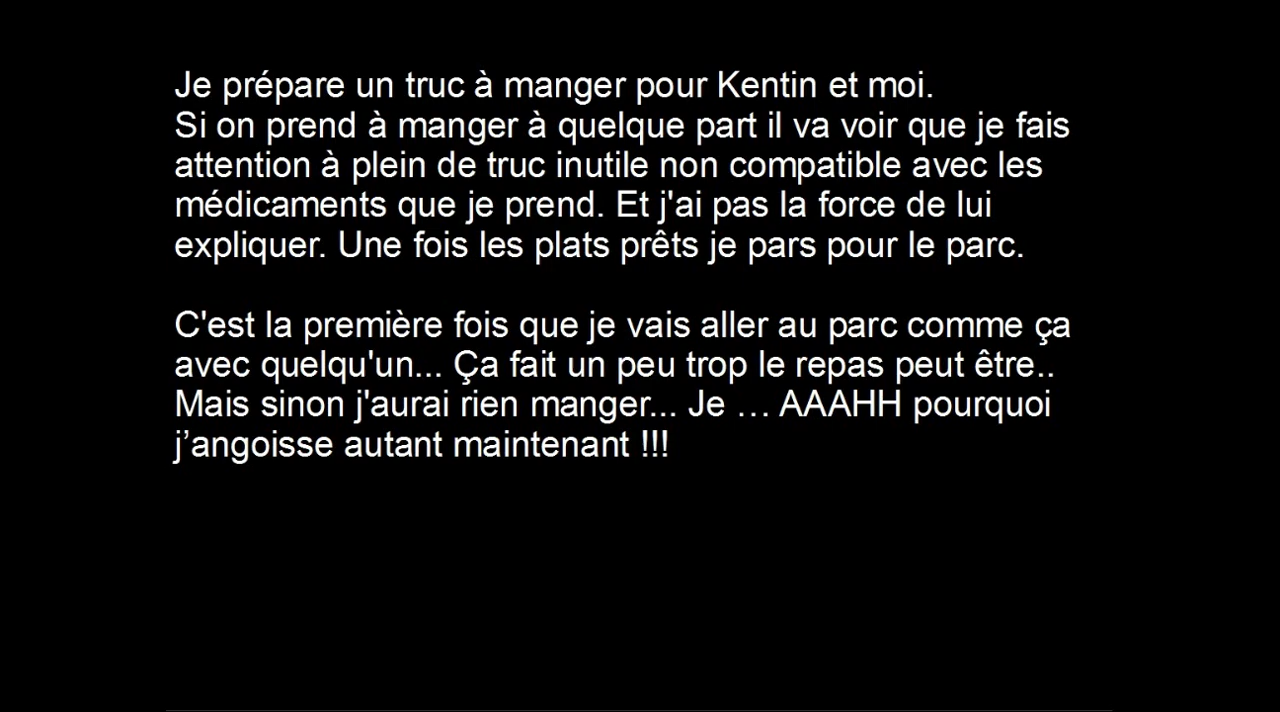 Je prépare un truc à manger pour Kentin et moi.
Si on prend à manger à quelque part il va voir que je fais
attention à plein de truc inutile non compatible avec les
médicaments que je prend. Et j'ai pas la force de lui
expliquer. Une fois les plats prêts je pars pour le parc.
C'est la première fois que je vais aller au parc comme ça
avec quelqu'un... Ça fait un peu trop le repas peut être..
Mais sinon j'aurai rien manger... Je … AAAHH pourquoi
j’angoisse autant maintenant !!!